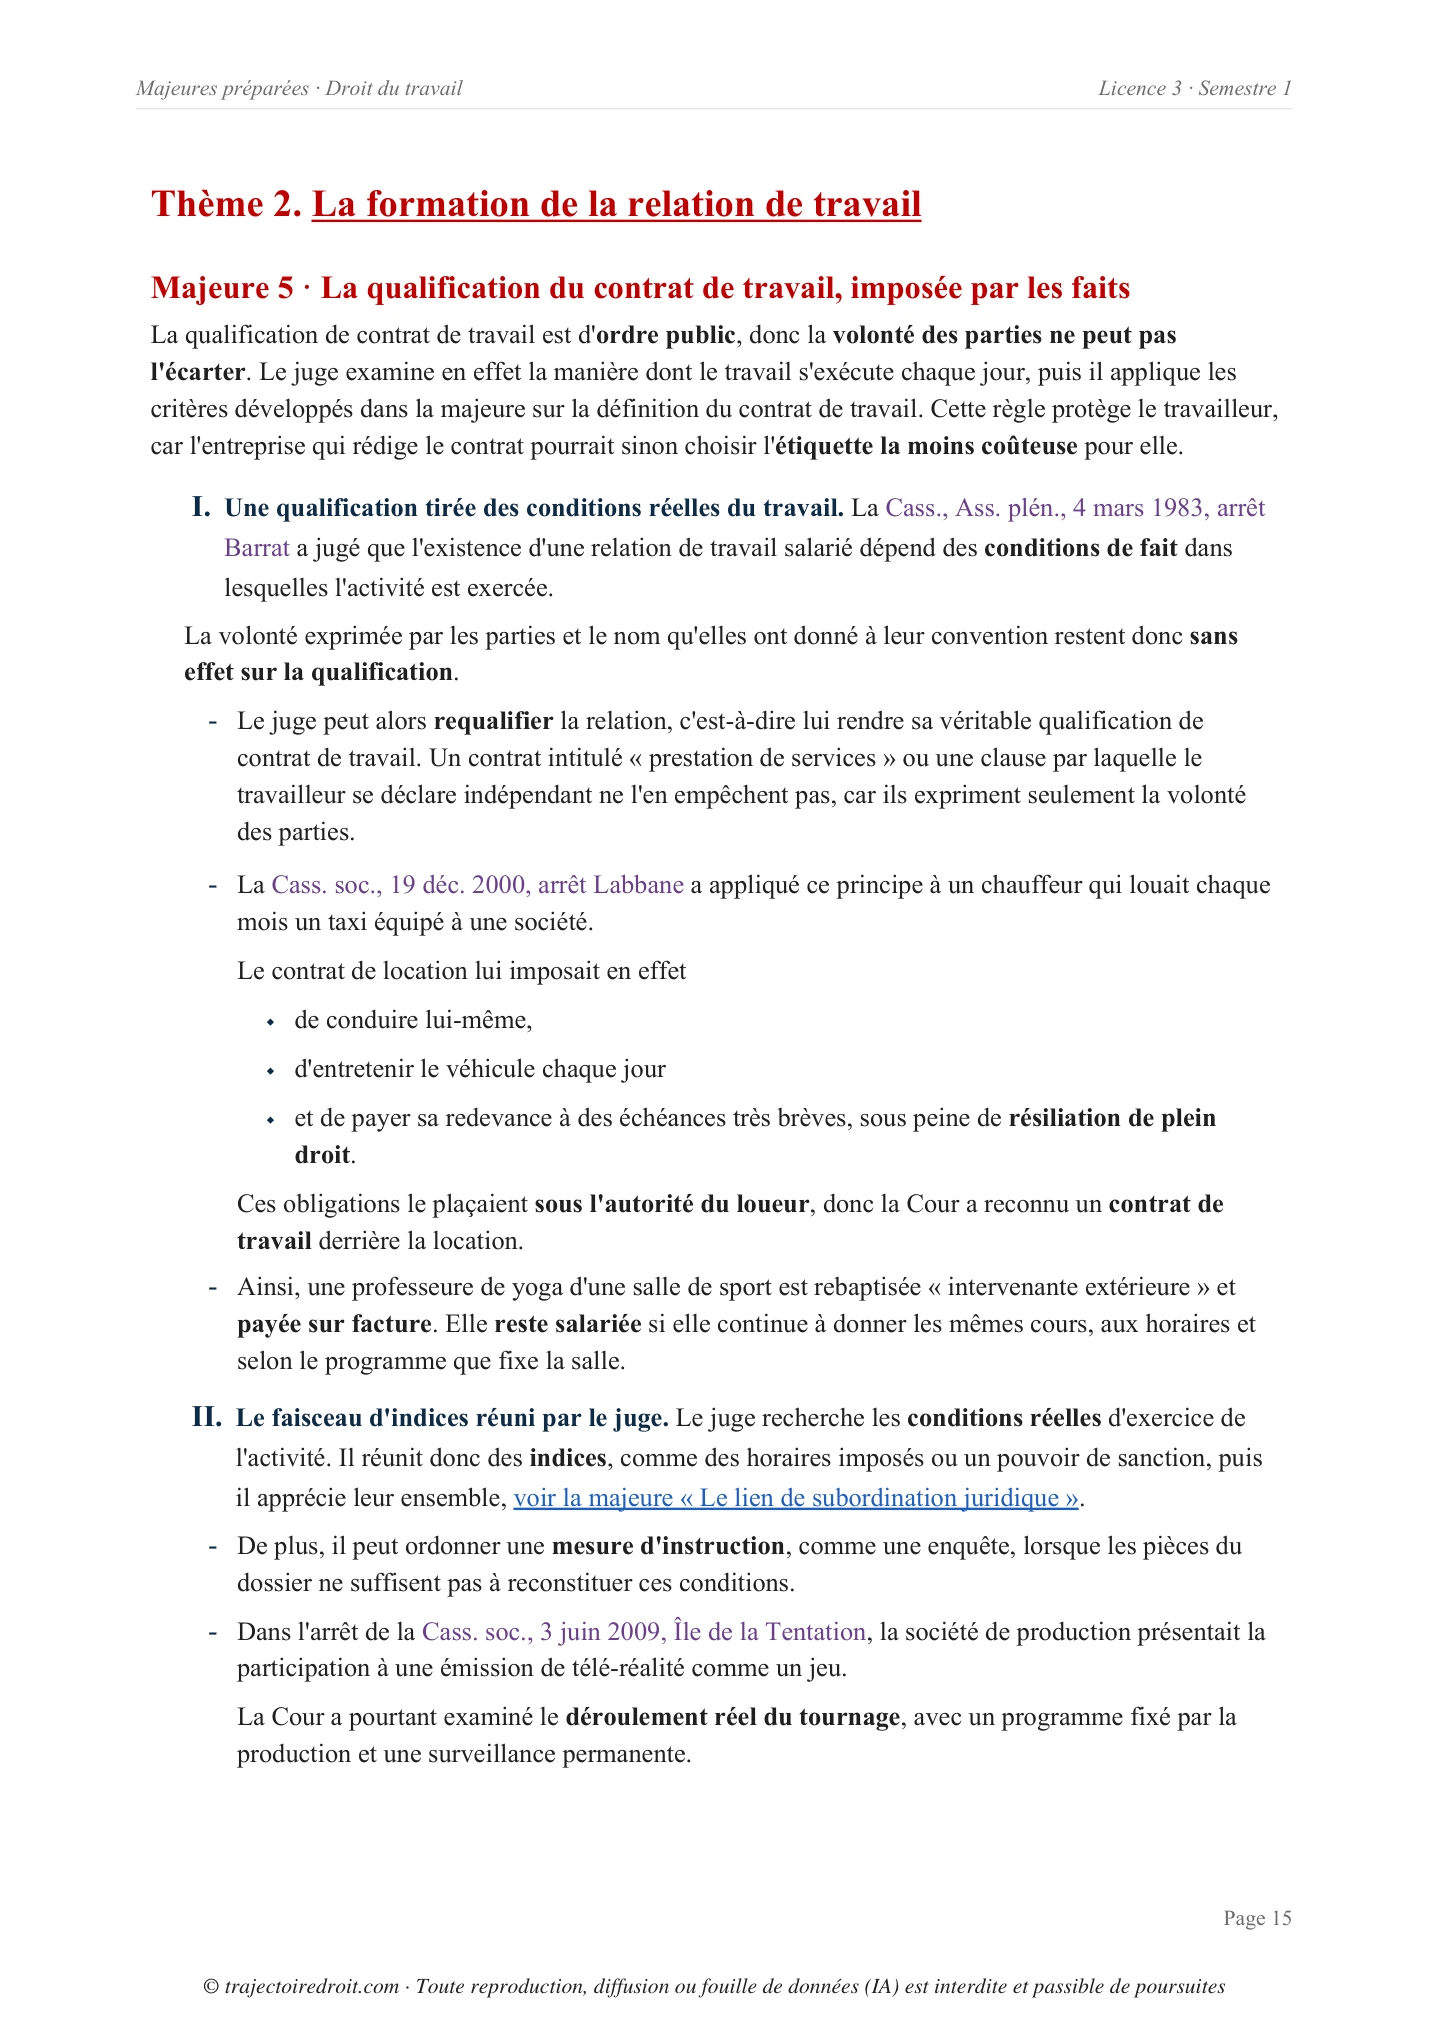 Majeures préparées · Droit du travail
Licence 3 · Semestre 1
Thème 2. La formation de la relation de travail
Majeure 5 · La qualification du contrat de travail, imposée par les faits
La qualification de contrat de travail est d'ordre public, donc la volonté des parties ne peut pas
l'écarter. Le juge examine en effet la manière dont le travail s'exécute chaque jour, puis il applique les
critères développés dans la majeure sur la définition du contrat de travail. Cette règle protège le travailleur,
car l'entreprise qui rédige le contrat pourrait sinon choisir l'étiquette la moins coûteuse pour elle.
I. Une qualification tirée des conditions réelles du travail. La Cass., Ass. plén., 4 mars 1983, arrêt
Barrat a jugé que l'existence d'une relation de travail salarié dépend des conditions de fait dans
lesquelles l'activité est exercée.
La volonté exprimée par les parties et le nom qu'elles ont donné à leur convention restent donc sans
effet sur la qualification.
- Le juge peut alors requalifier la relation, c'est-à-dire lui rendre sa véritable qualification de
contrat de travail. Un contrat intitulé « prestation de services » ou une clause par laquelle le
travailleur se déclare indépendant ne l'en empêchent pas, car ils expriment seulement la volonté
des parties.
- La Cass. soc., 19 déc. 2000, arrêt Labbane a appliqué ce principe à un chauffeur qui louait chaque
mois un taxi équipé à une société.
Le contrat de location lui imposait en effet
⬩ de conduire lui-même,
⬩ d'entretenir le véhicule chaque jour
⬩ et de payer sa redevance à des échéances très brèves, sous peine de résiliation de plein
droit.
Ces obligations le plaçaient sous l'autorité du loueur, donc la Cour a reconnu un contrat de
travail derrière la location.
- Ainsi, une professeure de yoga d'une salle de sport est rebaptisée « intervenante extérieure » et
payée sur facture. Elle reste salariée si elle continue à donner les mêmes cours, aux horaires et
selon le programme que fixe la salle.
II. Le faisceau d'indices réuni par le juge. Le juge recherche les conditions réelles d'exercice de
l'activité. Il réunit donc des indices, comme des horaires imposés ou un pouvoir de sanction, puis
il apprécie leur ensemble, voir la majeure « Le lien de subordination juridique ».
- De plus, il peut ordonner une mesure d'instruction, comme une enquête, lorsque les pièces du
dossier ne suffisent pas à reconstituer ces conditions.
- Dans l'arrêt de la Cass. soc., 3 juin 2009, Île de la Tentation, la société de production présentait la
participation à une émission de télé-réalité comme un jeu.
La Cour a pourtant examiné le déroulement réel du tournage, avec un programme fixé par la
production et une surveillance permanente.
Page 15
© trajectoiredroit.com · Toute reproduction, diffusion ou fouille de données (IA) est interdite et passible de poursuites